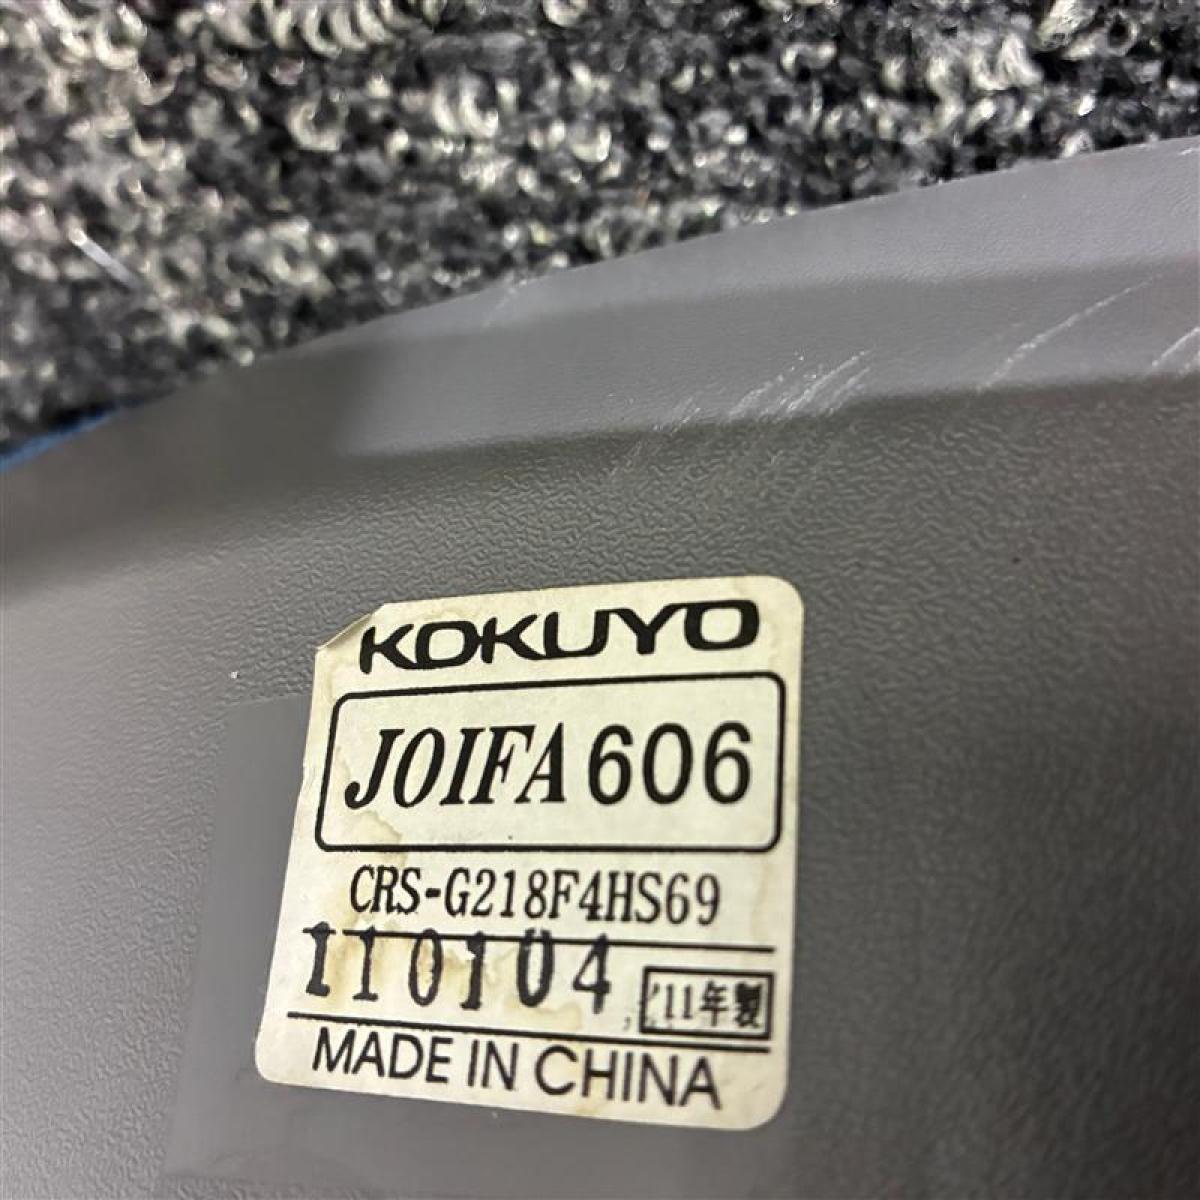 KOKUYO
JOIFA 606
CRS-G218F4HS69
110104
'11年製
MADE IN CHINA